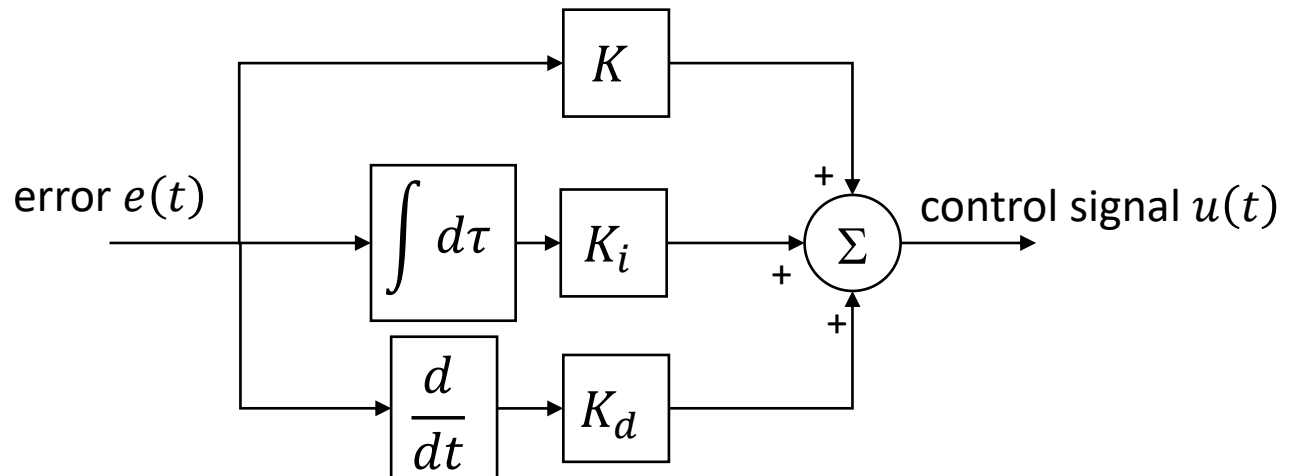 K
+
error e(t)
∫ dτ
K_i
Σ
control signal u(t)
+
+
d/dt
K_d